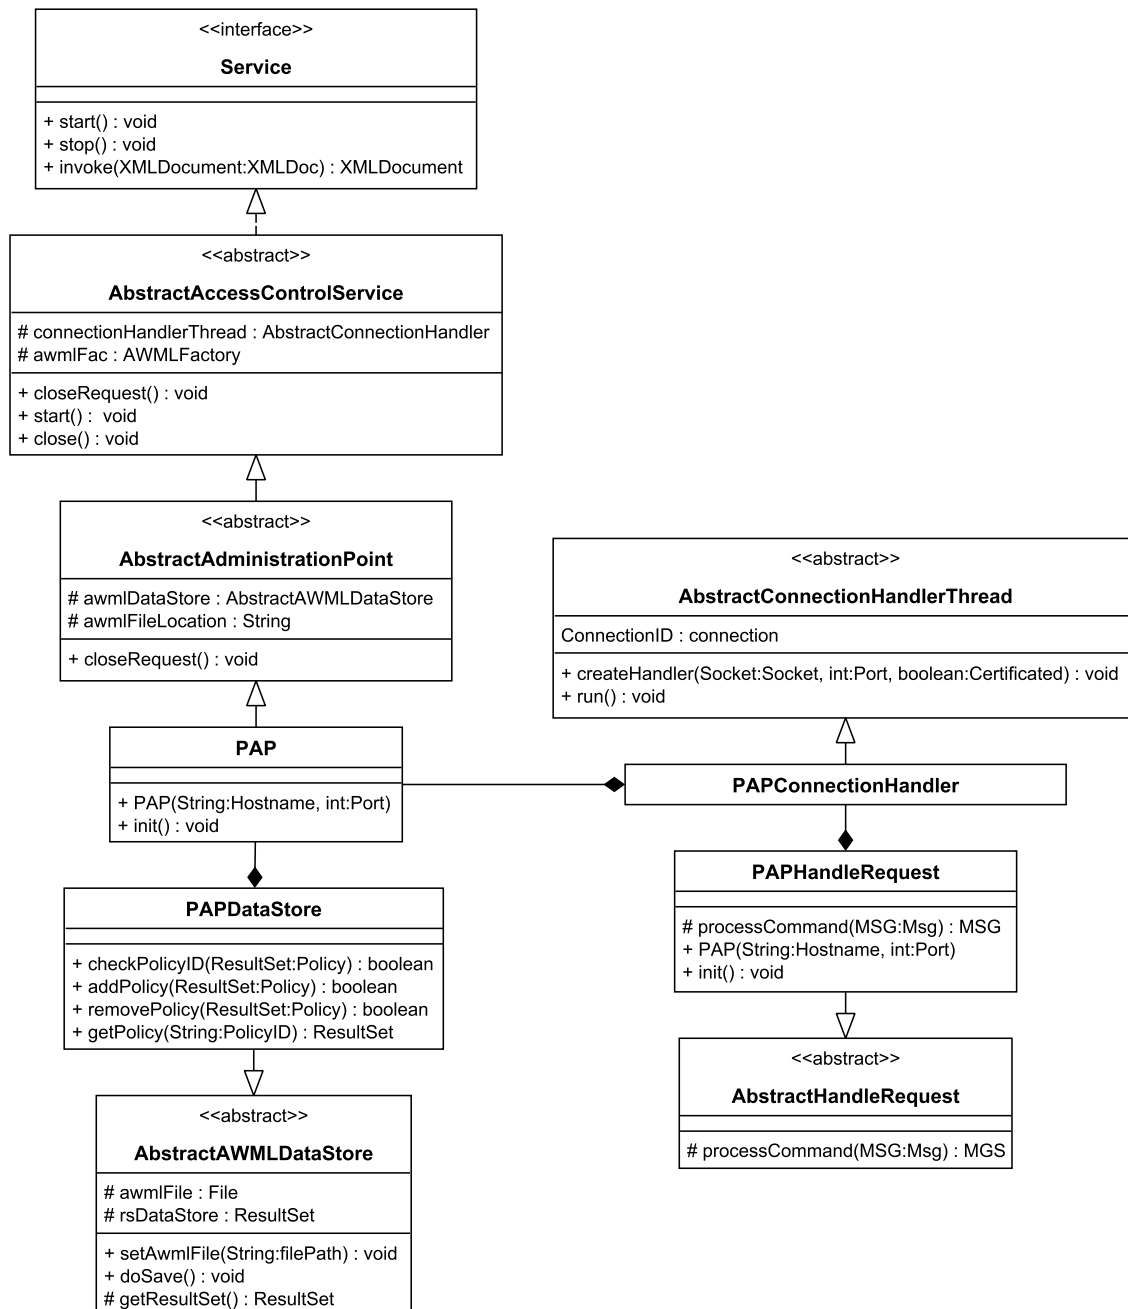 <<interface>>
Service
+ start() : void
+ stop() : void
+ invoke(XMLDocument:XMLDoc) : XMLDocument
<<abstract>>
AbstractAccessControlService
# connectionHandlerThread : AbstractConnectionHandler
# awmlFac : AWMLFactory
+ closeRequest() : void
+ start() :  void
+ close() : void
<<abstract>>
AbstractAdministrationPoint
# awmlDataStore : AbstractAWMLDataStore
# awmlFileLocation : String
+ closeRequest() : void
<<abstract>>
AbstractConnectionHandlerThread
ConnectionID : connection
+ createHandler(Socket:Socket, int:Port, boolean:Certificated) : void
+ run() : void
PAP
+ PAP(String:Hostname, int:Port)
+ init() : void
PAPConnectionHandler
PAPHandleRequest
# processCommand(MSG:Msg) : MSG
+ PAP(String:Hostname, int:Port)
+ init() : void
PAPDataStore
+ checkPolicyID(ResultSet:Policy) : boolean
+ addPolicy(ResultSet:Policy) : boolean
+ removePolicy(ResultSet:Policy) : boolean
+ getPolicy(String:PolicyID) : ResultSet
<<abstract>>
AbstractHandleRequest
# processCommand(MSG:Msg) : MGS
<<abstract>>
AbstractAWMLDataStore
# awmlFile : File
# rsDataStore : ResultSet
+ setAwmlFile(String:filePath) : void
+ doSave() : void
# getResultSet() : ResultSet